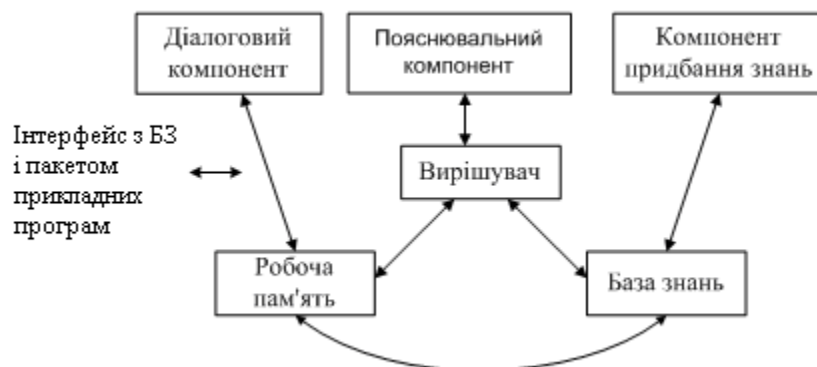 Діалоговий
компонент
Пояснювальний
компонент
Компонент
придбання знань
Інтерфейс з БЗ
і пакетом
прикладних
програм
Вирішувач
Робоча
пам'ять
База знань